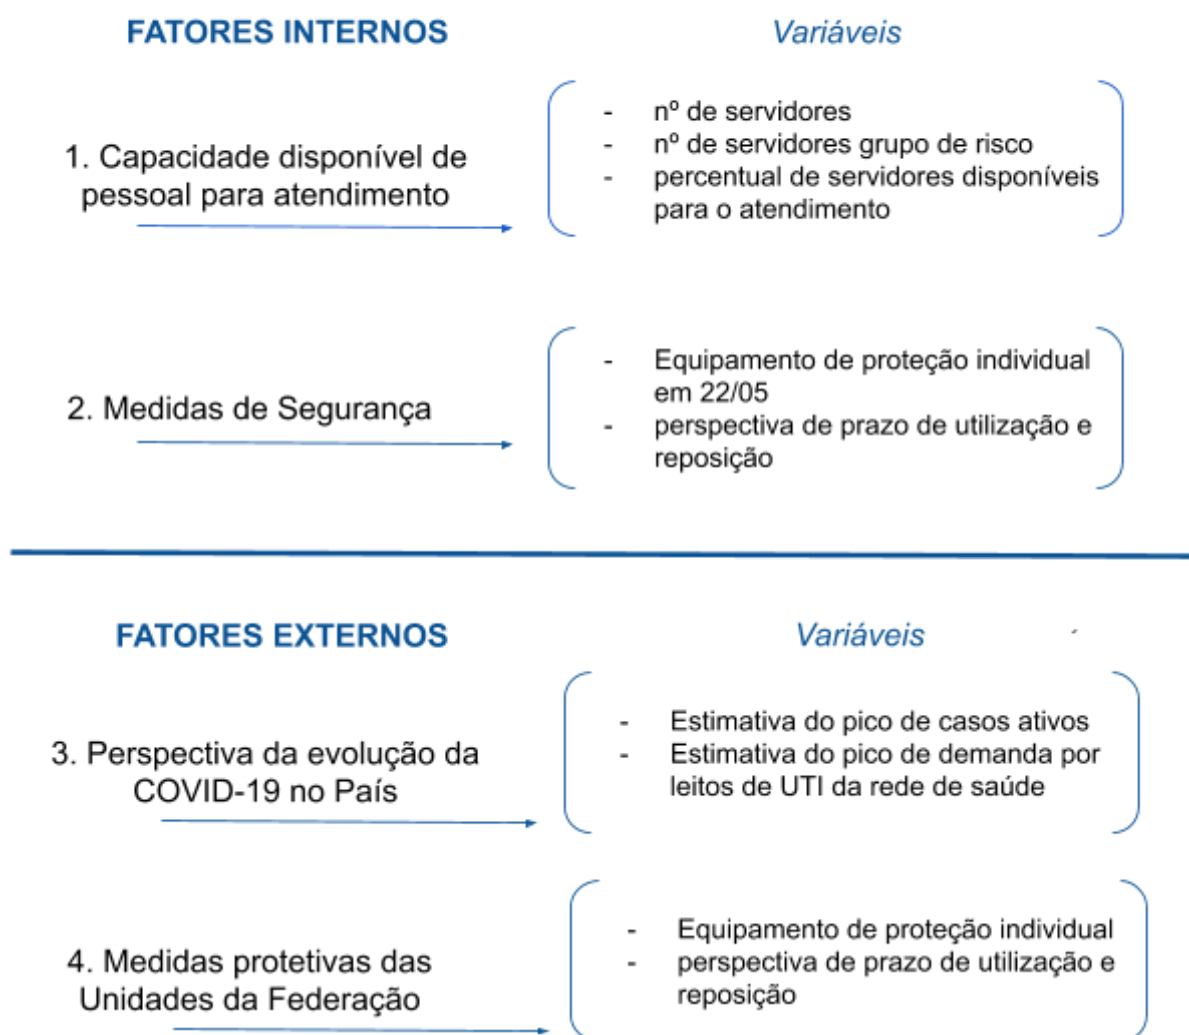 FATORES INTERNOS
Variáveis
1. Capacidade disponível de
pessoal para atendimento
- nº de servidores
- nº de servidores grupo de risco
- percentual de servidores disponíveis
para o atendimento
2. Medidas de Segurança
- Equipamento de proteção individual
em 22/05
- perspectiva de prazo de utilização e
reposição
FATORES EXTERNOS
Variáveis
3. Perspectiva da evolução da
COVID-19 no País
- Estimativa do pico de casos ativos
- Estimativa do pico de demanda por
leitos de UTI da rede de saúde
4. Medidas protetivas das
Unidades da Federação
- Equipamento de proteção individual
- perspectiva de prazo de utilização e
reposição